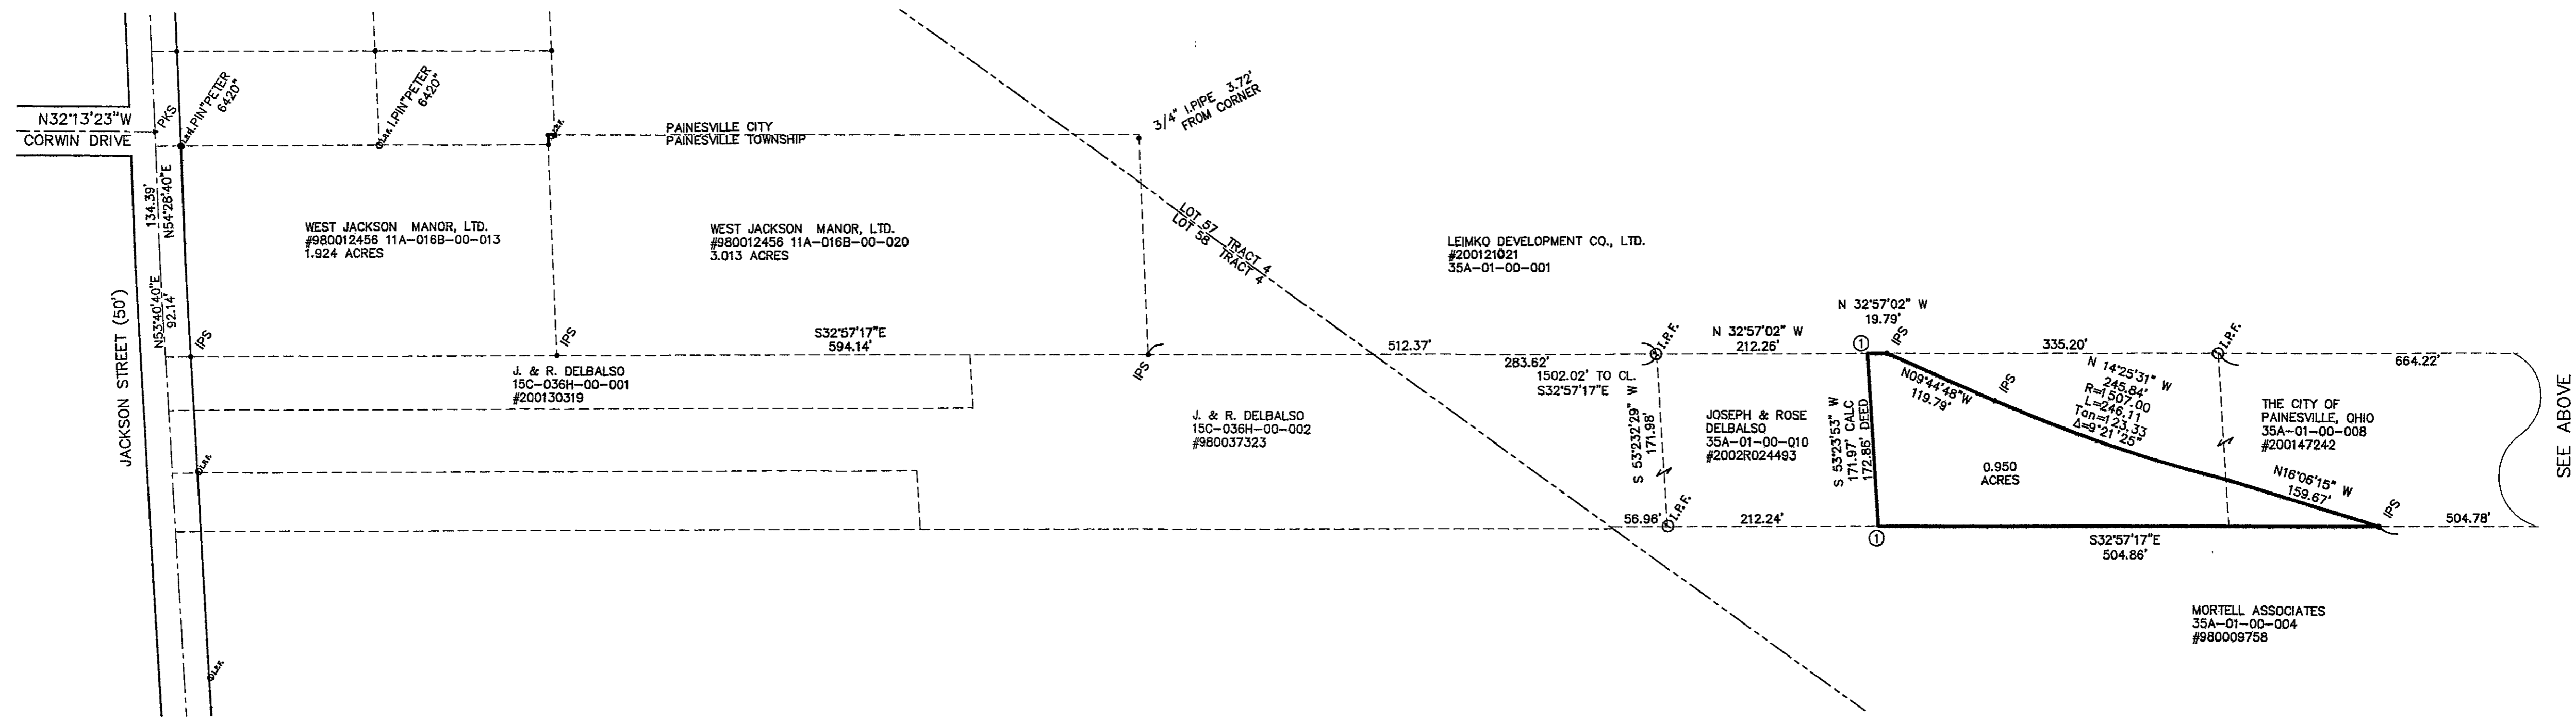 N32°13'23"W
CORWIN DRIVE
PKS
I.P.F.
I.PIN"PETER
6420"
I.P.F.
I.PIN"PETER
6420"
I.P.F.
PAINESVILLE CITY
PAINESVILLE TOWNSHIP
3/4" I.PIPE 3.72'
FROM CORNER
134.39'
N54°28'40"E
N53°40'40"E
92.14'
JACKSON STREET (50')
WEST JACKSON MANOR, LTD.
#980012456 11A-016B-00-013
1.924 ACRES
WEST JACKSON MANOR, LTD.
#980012456 11A-016B-00-020
3.013 ACRES
LOT 57 TRACT 4
LOT 58 TRACT 4
LEIMKO DEVELOPMENT CO., LTD.
#200121021
35A-01-00-001
IPS
IPS
S32°57'17"E
594.14'
IPS
512.37'
283.62'
1502.02' TO CL.
S32°57'17"E
I.P.F.
N 32°57'02" W
212.26'
N 32°57'02" W
19.79'
1
IPS
335.20'
I.P.F.
664.22'
J. & R. DELBALSO
15C-036H-00-001
#200130319
J. & R. DELBALSO
15C-036H-00-002
#980037323
S 53°232'29" W
171.98'
JOSEPH & ROSE
DELBALSO
35A-01-00-010
#2002R024493
S 53°23'53" W
171.97' CALC
172.86' DEED
N09°44'48"W
119.79'
IPS
N 14°25'31" W
245.84'
R=1507.00
L=246.11
Tan=123.33
Δ=9°21'25"
THE CITY OF
PAINESVILLE, OHIO
35A-01-00-008
#200147242
0.950
ACRES
N16°06'15" W
159.67'
IPS
SEE ABOVE
I.P.F.
56.96'
I.P.F.
212.24'
1
S32°57'17"E
504.86'
504.78'
MORTELL ASSOCIATES
35A-01-00-004
#980009758
I.P.F.